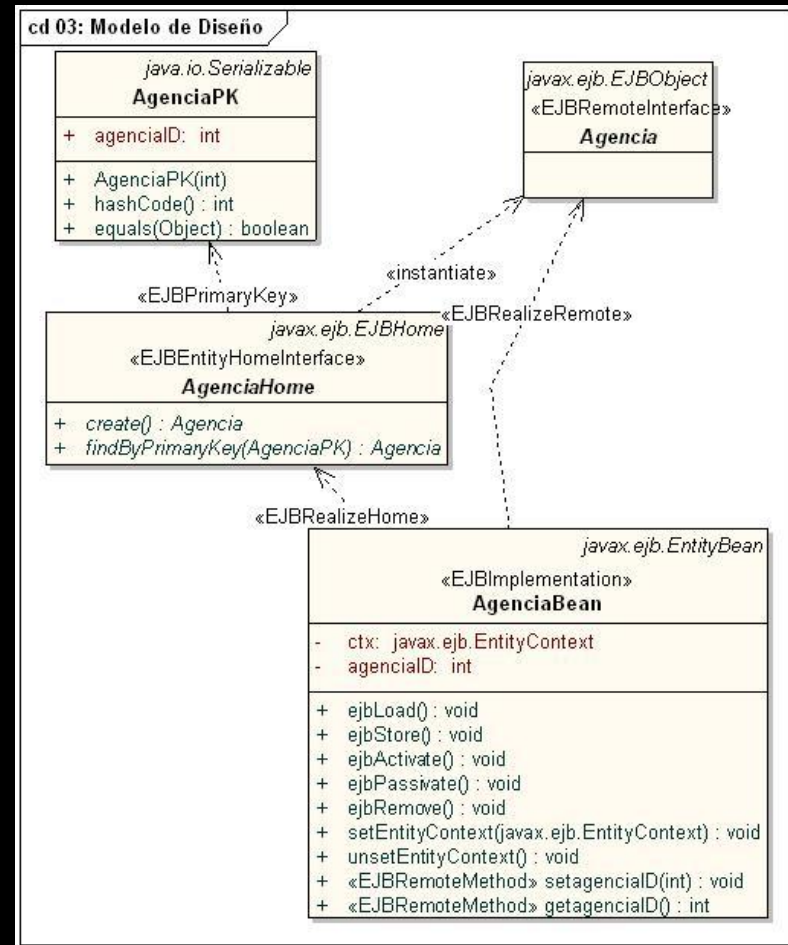 cd 03: Modelo de Diseño
java.io.Serializable
AgenciaPK
+ agenciaID: int
+ AgenciaPK(int)
+ hashCode() : int
+ equals(Object) : boolean
javax.ejb.EJBObject
«EJBRemoteInterface»
Agencia
«instantiate»
«EJBPrimaryKey»
«EJBRealizeRemote»
javax.ejb.EJBHome
«EJBEntityHomeInterface»
AgenciaHome
+ create() : Agencia
+ findByPrimaryKey(AgenciaPK) : Agencia
«EJBRealizeHome»
javax.ejb.EntityBean
«EJBImplementation»
AgenciaBean
- ctx: javax.ejb.EntityContext
- agenciaID: int
+ ejbLoad() : void
+ ejbStore() : void
+ ejbActivate() : void
+ ejbPassivate() : void
+ ejbRemove() : void
+ setEntityContext(javax.ejb.EntityContext) : void
+ unsetEntityContext() : void
+ «EJBRemoteMethod» setagenciaID(int) : void
+ «EJBRemoteMethod» getagenciaID() : int